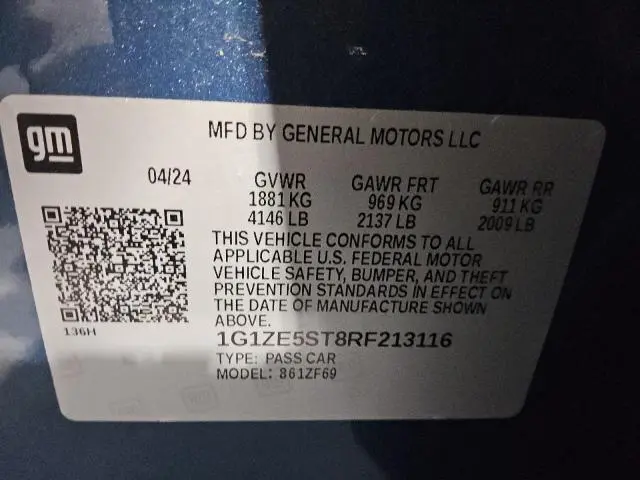 gm
MFD BY GENERAL MOTORS LLC
04/24 GVWR GAWR FRT GAWR RR
1881 KG 969 KG 911 KG
4146 LB 2137 LB 2009 LB
THIS VEHICLE CONFORMS TO ALL
APPLICABLE U.S. FEDERAL MOTOR
VEHICLE SAFETY, BUMPER, AND THEFT
PREVENTION STANDARDS IN EFFECT ON
THE DATE OF MANUFACTURE SHOWN
ABOVE.
136H
1G1ZE5ST8RF213116
TYPE: PASS CAR
MODEL: 861ZF69